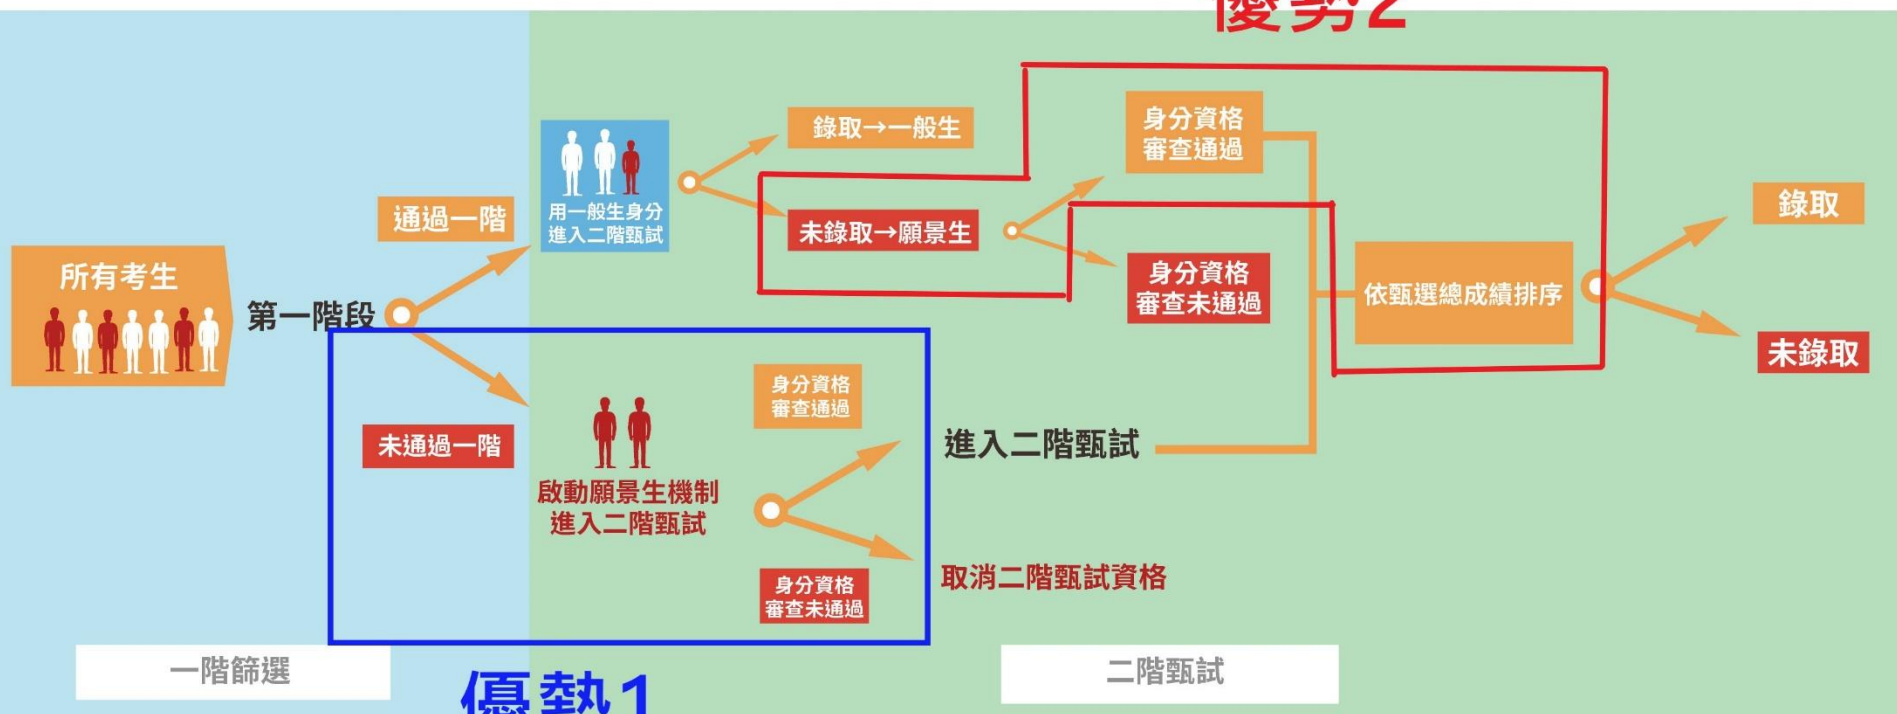 優勢2
所有考生
第一階段
通過一階
未通過一階
用一般生身分
進入二階甄試
錄取→一般生
未錄取→願景生
身分資格
審查通過
身分資格
審查未通過
依甄選總成績排序
錄取
未錄取
啟動願景生機制
進入二階甄試
身分資格
審查通過
身分資格
審查未通過
進入二階甄試
取消二階甄試資格
一階篩選
二階甄試
優勢1